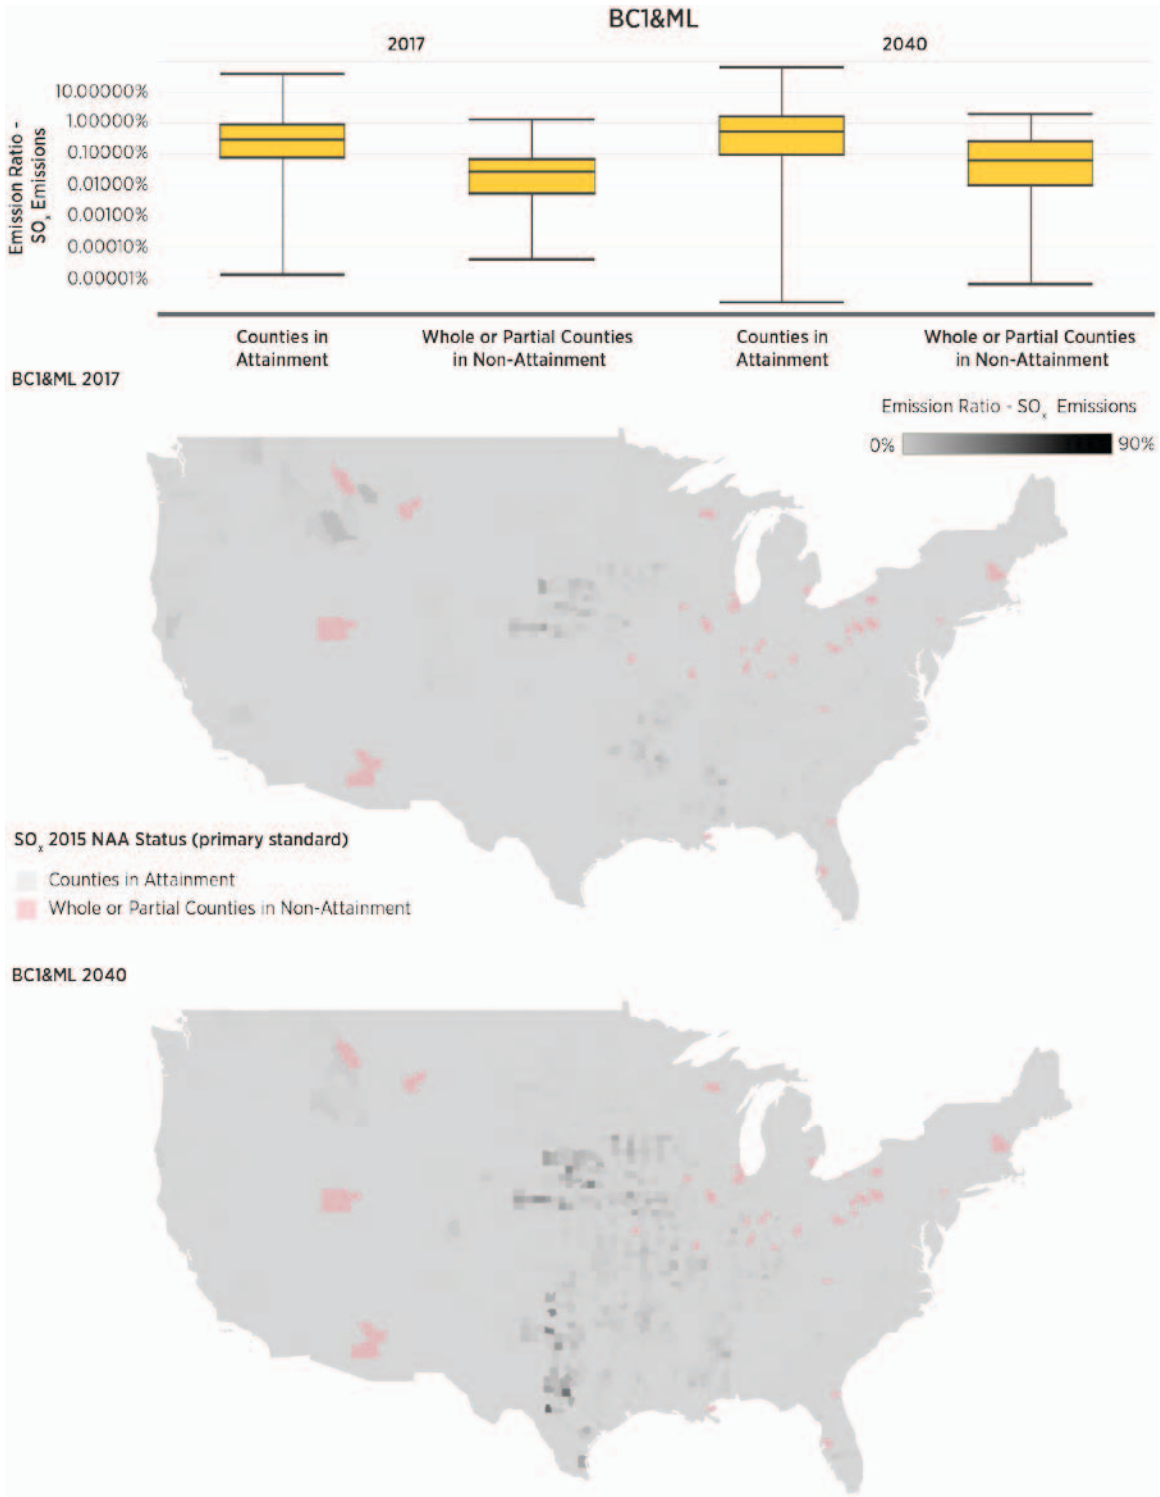 BC1&ML
2017
2040
Emission Ratio -
SOx Emissions
10.00000%
1.00000%
0.10000%
0.01000%
0.00100%
0.00010%
0.00001%
Counties in
Attainment
Whole or Partial Counties
in Non-Attainment
Counties in
Attainment
Whole or Partial Counties
in Non-Attainment
BC1&ML 2017
Emission Ratio - SOx Emissions
0%
90%
SOx 2015 NAA Status (primary standard)
Counties in Attainment
Whole or Partial Counties in Non-Attainment
BC1&ML 2040